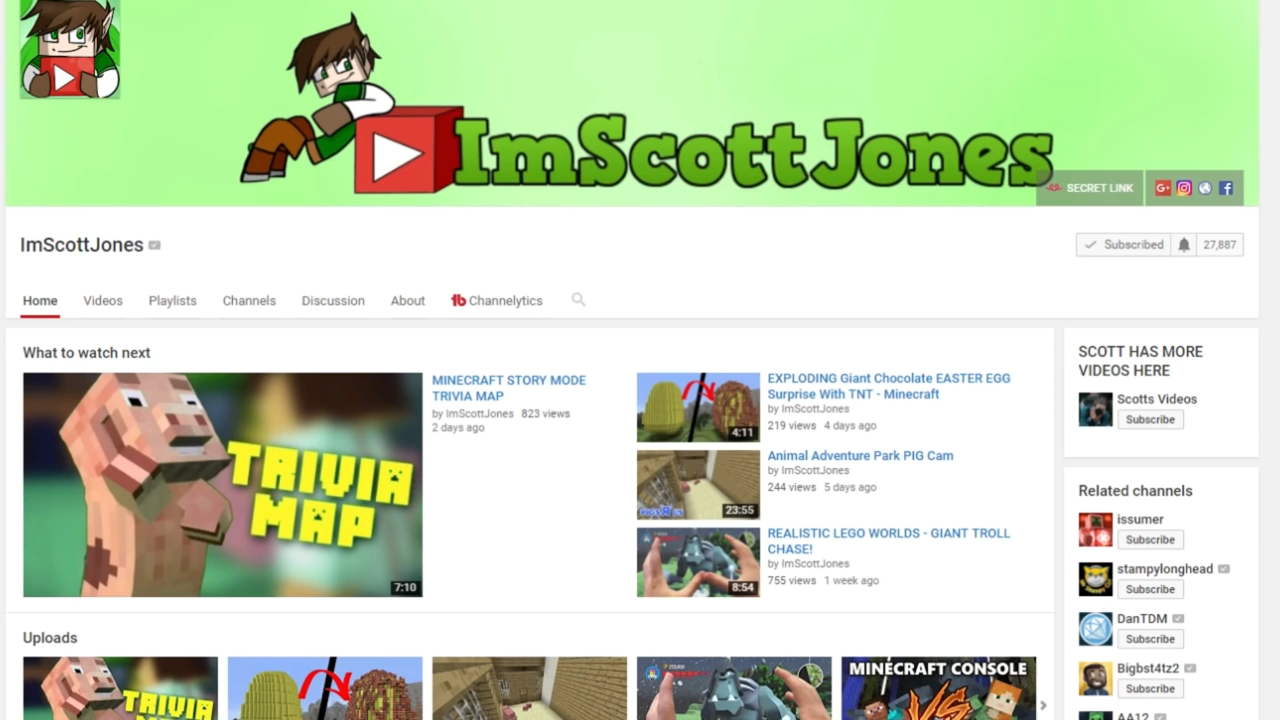 ImScottJones
SECRET LINK
ImScottJones
Subscribed 27,887
Home Videos Playlists Channels Discussion About Channelytics
What to watch next
TRIVIA
MAP
7:10
MINECRAFT STORY MODE
TRIVIA MAP
by ImScottJones 823 views
2 days ago
4:11
EXPLODING Giant Chocolate EASTER EGG
Surprise With TNT - Minecraft
by ImScottJones
219 views 4 days ago
23:55
Animal Adventure Park PIG Cam
by ImScottJones
244 views 5 days ago
8:54
REALISTIC LEGO WORLDS - GIANT TROLL
CHASE!
by ImScottJones
755 views 1 week ago
SCOTT HAS MORE
VIDEOS HERE
Scotts Videos
Subscribe
Related channels
issumer
Subscribe
stampylonghead
Subscribe
DanTDM
Subscribe
Bigbst4tz2
Subscribe
AA12
Uploads
TRIVIA
MINECRAFT CONSOLE
VS